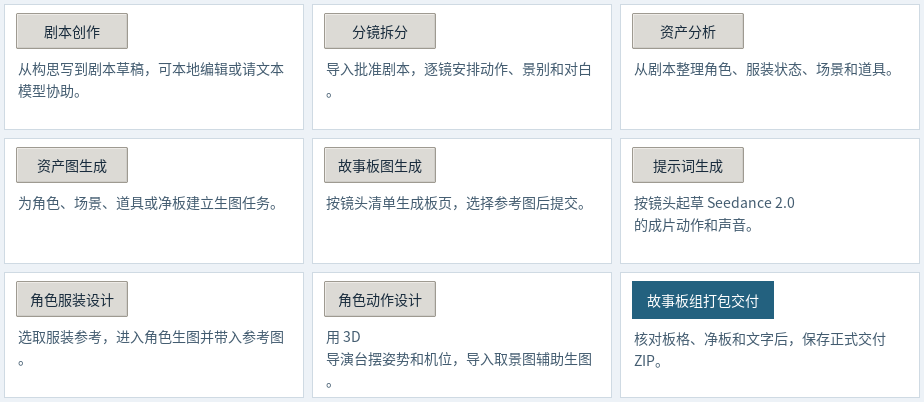 剧本创作
从构思写到剧本草稿，可本地编辑或请文本
模型协助。
分镜拆分
导入批准剧本，逐镜安排动作、景别和对白
。
资产分析
从剧本整理角色、服装状态、场景和道具。
资产图生成
为角色、场景、道具或净板建立生图任务。
故事板图生成
按镜头清单生成板页，选择参考图后提交。
提示词生成
按镜头起草 Seedance 2.0
的成片动作和声音。
角色服装设计
选取服装参考，进入角色生图并带入参考图
。
角色动作设计
用 3D
导演台摆姿势和机位，导入取景图辅助生图
。
故事板组打包交付
核对板格、净板和文字后，保存正式交付
ZIP。